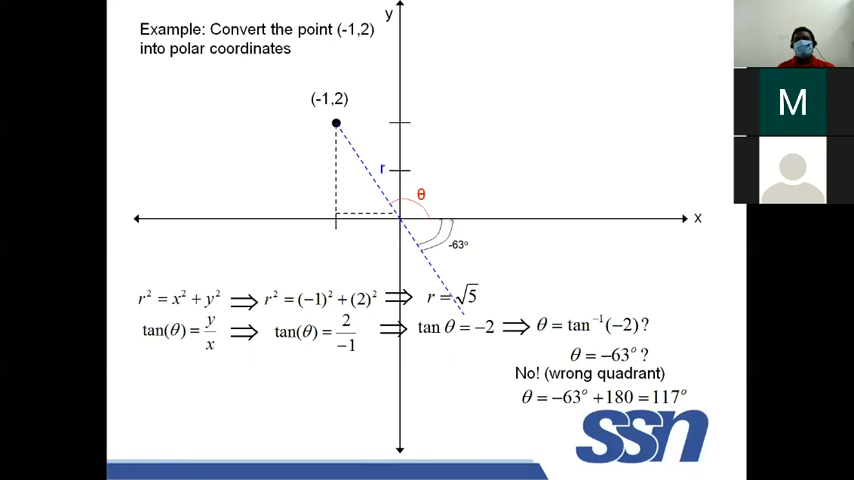 Example: Convert the point (-1,2)
into polar coordinates
y
(-1,2)
r
θ
x
-63°
r² = x² + y² ⟹ r² = (−1)² + (2)² ⟹ r = √5
tan(θ) = y/x ⟹ tan(θ) = 2/−1 ⟹ tan θ = −2 ⟹ θ = tan⁻¹(−2)?
θ = −63°?
No! (wrong quadrant)
θ = −63° +180 = 117°
ssn
M